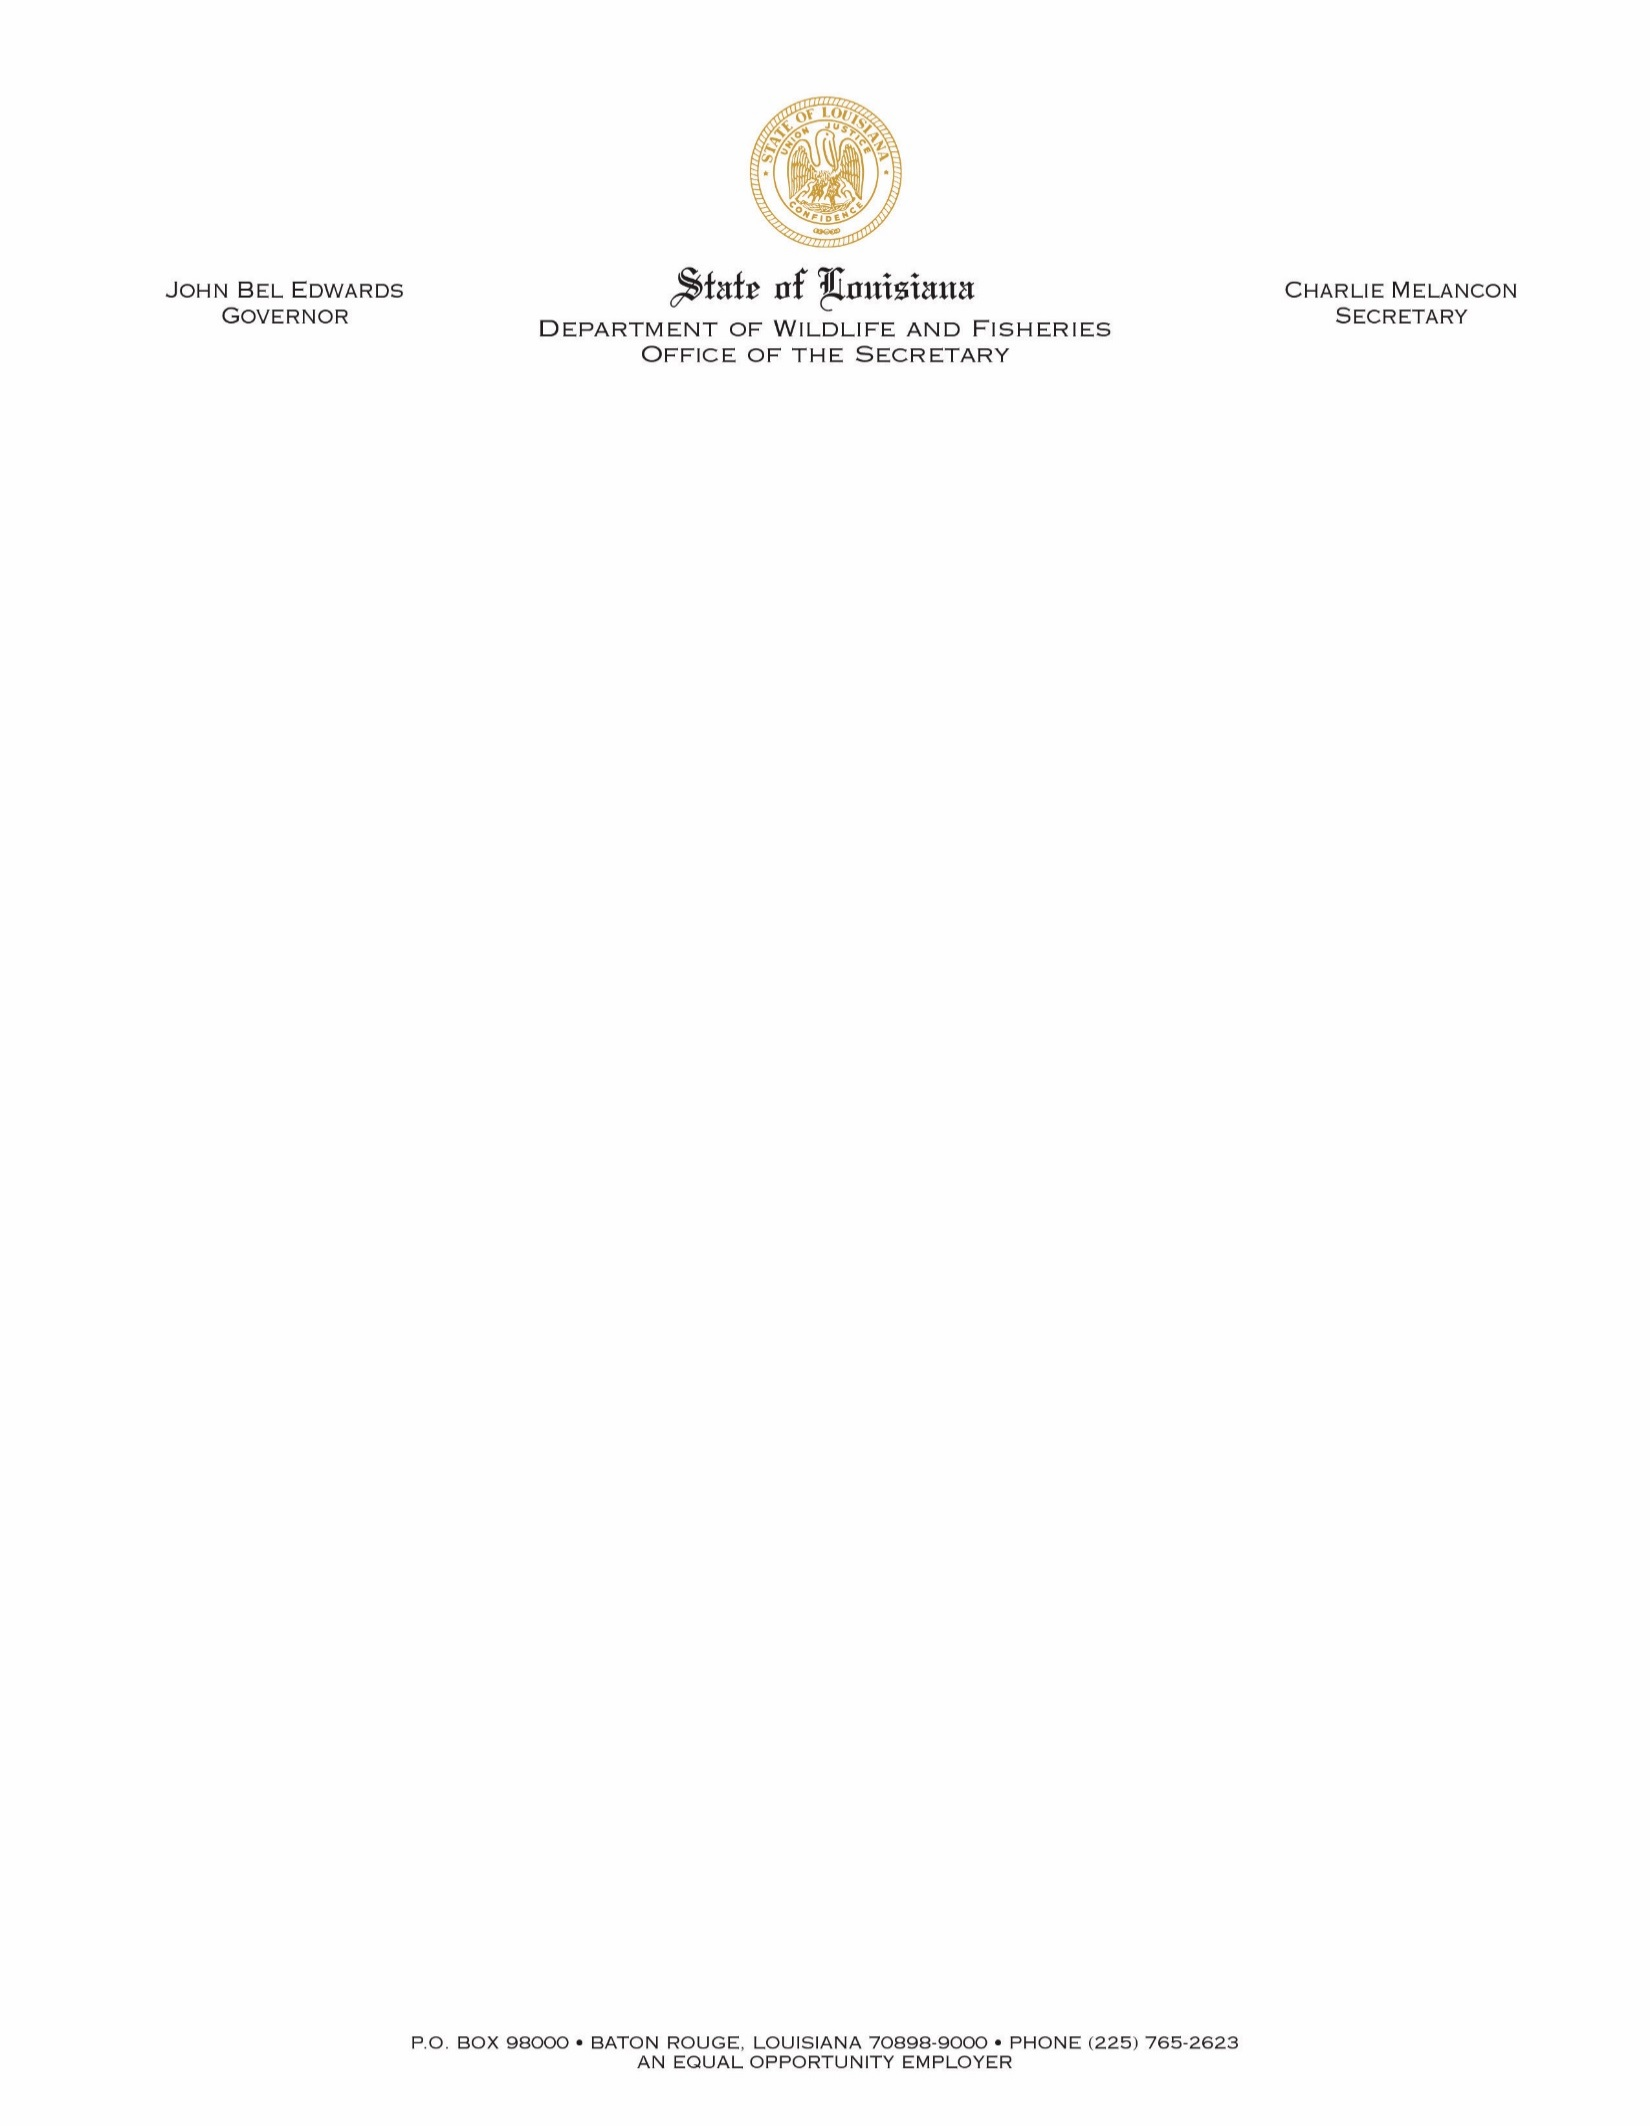 STATE OF LOUISIANA
UNION JUSTICE
CONFIDENCE
State of Louisiana
JOHN BEL EDWARDS
GOVERNOR
DEPARTMENT OF WILDLIFE AND FISHERIES
OFFICE OF THE SECRETARY
CHARLIE MELANCON
SECRETARY
P.O. BOX 98000 • BATON ROUGE, LOUISIANA 70898-9000 • PHONE (225) 765-2623
AN EQUAL OPPORTUNITY EMPLOYER